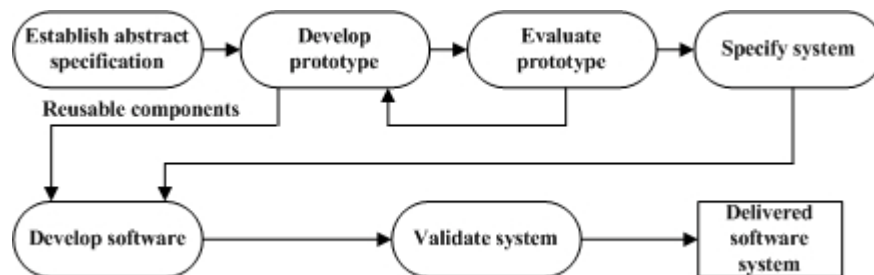 Establish abstract
specification
Develop
prototype
Evaluate
prototype
Specify system
Reusable components
Develop software
Validate system
Delivered
software
system